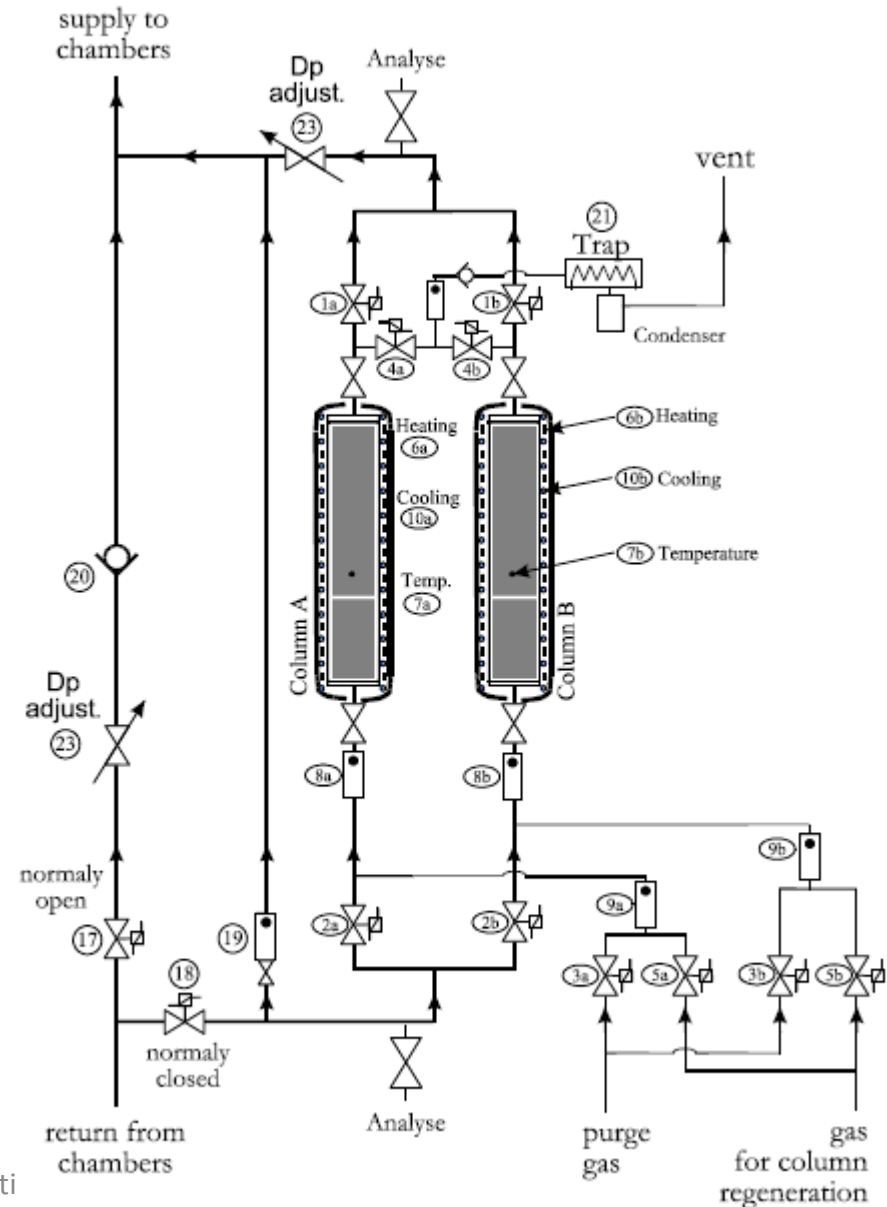 supply to
chambers
Dp
adjust.
23
Analyse
vent
21
Trap
1a
1b
Condenser
4a
4b
Heating
6a
6b Heating
Cooling
10a
10b Cooling
Temp.
7a
7b Temperature
Column A
Column B
20
Dp
adjust.
23
8a
8b
normaly
open
9b
9a
17
19
2a
2b
18
3a
5a
3b
5b
normaly
closed
Analyse
return from
chambers
purge
gas
gas
for column
regeneration
ti